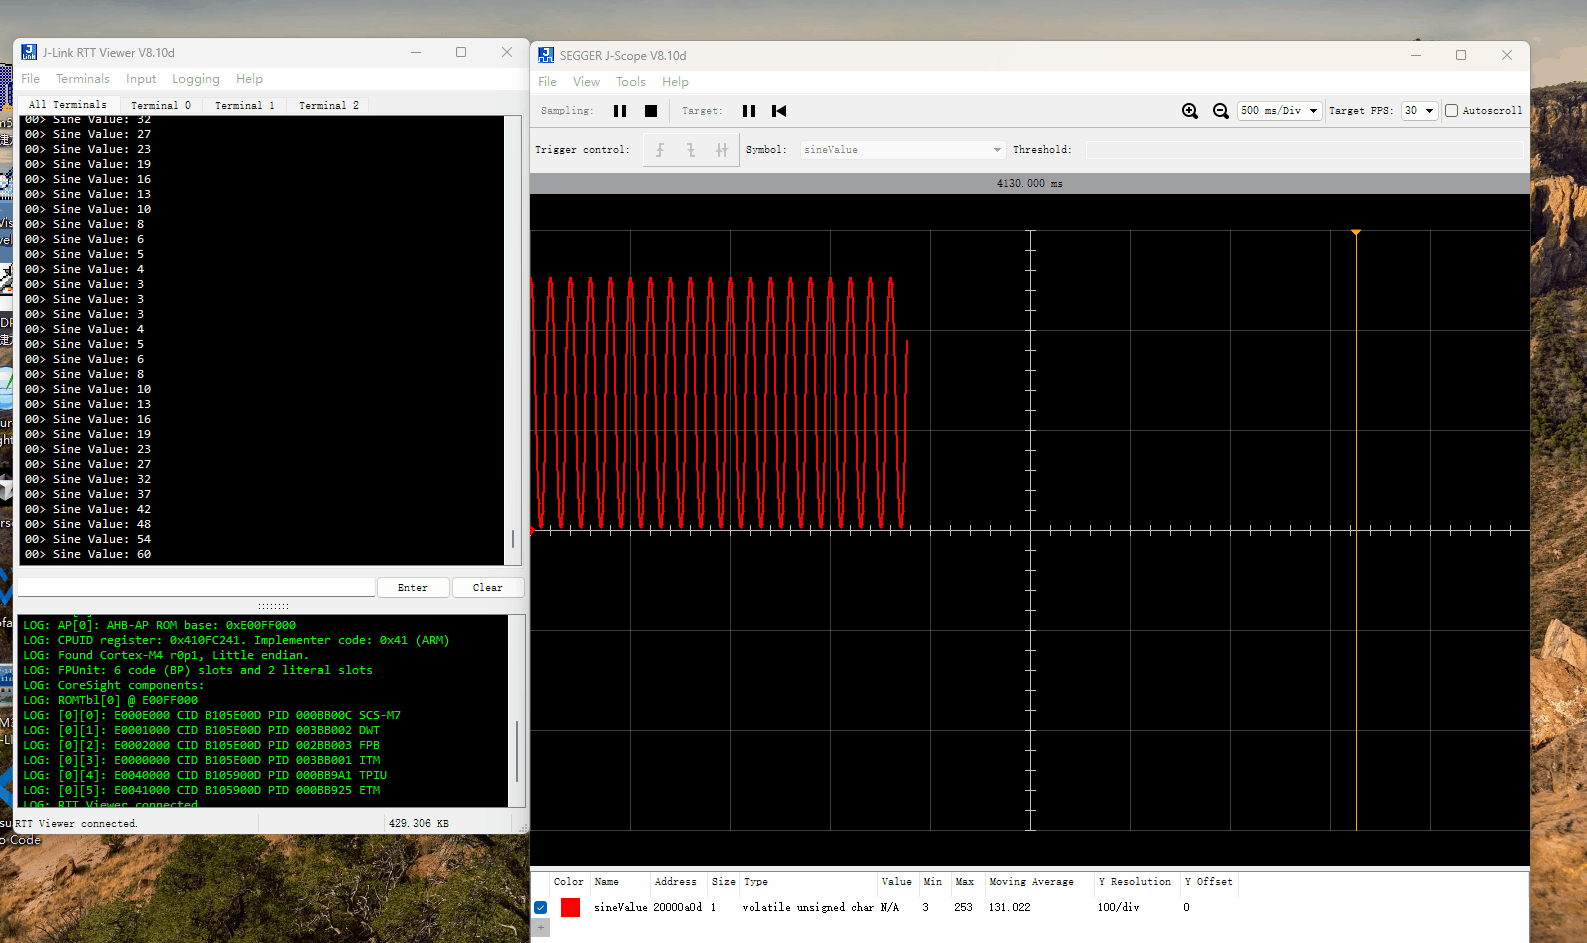 J-Link RTT Viewer V8.10d
File Terminals Input Logging Help
All Terminals Terminal 0 Terminal 1 Terminal 2
00> Sine Value: 32
00> Sine Value: 27
00> Sine Value: 23
00> Sine Value: 19
00> Sine Value: 16
00> Sine Value: 13
00> Sine Value: 10
00> Sine Value: 8
00> Sine Value: 6
00> Sine Value: 5
00> Sine Value: 4
00> Sine Value: 3
00> Sine Value: 3
00> Sine Value: 3
00> Sine Value: 4
00> Sine Value: 5
00> Sine Value: 6
00> Sine Value: 8
00> Sine Value: 10
00> Sine Value: 13
00> Sine Value: 16
00> Sine Value: 19
00> Sine Value: 23
00> Sine Value: 27
00> Sine Value: 32
00> Sine Value: 37
00> Sine Value: 42
00> Sine Value: 48
00> Sine Value: 54
00> Sine Value: 60
Enter Clear
LOG: AP[0]: AHB-AP ROM base: 0xE00FF000
LOG: CPUID register: 0x410FC241. Implementer code: 0x41 (ARM)
LOG: Found Cortex-M4 r0p1, Little endian.
LOG: FPUnit: 6 code (BP) slots and 2 literal slots
LOG: CoreSight components:
LOG: ROMTbl[0] @ E00FF000
LOG: [0][0]: E000E000 CID B105E00D PID 000BB00C SCS-M7
LOG: [0][1]: E0001000 CID B105E00D PID 003BB002 DWT
LOG: [0][2]: E0002000 CID B105E00D PID 002BB003 FPB
LOG: [0][3]: E0000000 CID B105E00D PID 003BB001 ITM
LOG: [0][4]: E0040000 CID B105900D PID 000BB9A1 TPIU
LOG: [0][5]: E0041000 CID B105900D PID 000BB925 ETM
LOG: RTT Viewer connected
RTT Viewer connected. 429.306 KB
o Code
SEGGER J-Scope V8.10d
File View Tools Help
Sampling: Target: 500 ms/Div Target FPS: 30 Autoscroll
Trigger control: Symbol: sineValue Threshold:
4130.000 ms
Color Name Address Size Type Value Min Max Moving Average Y Resolution Y Offset
sineValue 20000a0d 1 volatile unsigned char N/A 3 253 131.022 100/div 0